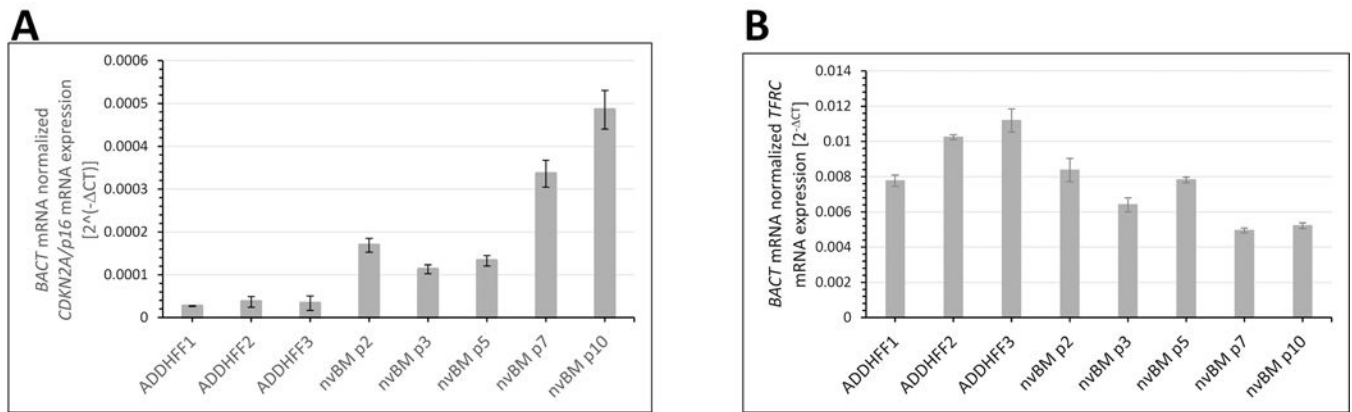 A
BACT mRNA normalized
CDKN2A/p16 mRNA expression
[2^(-ΔCT)]
0.0006
0.0005
0.0004
0.0003
0.0002
0.0001
0
ADDHFF1
ADDHFF2
ADDHFF3
nvBM p2
nvBM p3
nvBM p5
nvBM p7
nvBM p10
B
BACT mRNA normalized TFRC
mRNA expression [2-ΔCT]
0.014
0.012
0.01
0.008
0.006
0.004
0.002
0
ADDHFF1
ADDHFF2
ADDHFF3
nvBM p2
nvBM p3
nvBM p5
nvBM p7
nvBM p10